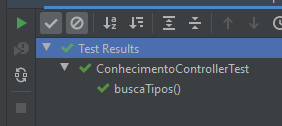 Test Results
ConhecimentoControllerTest
buscaTipos()